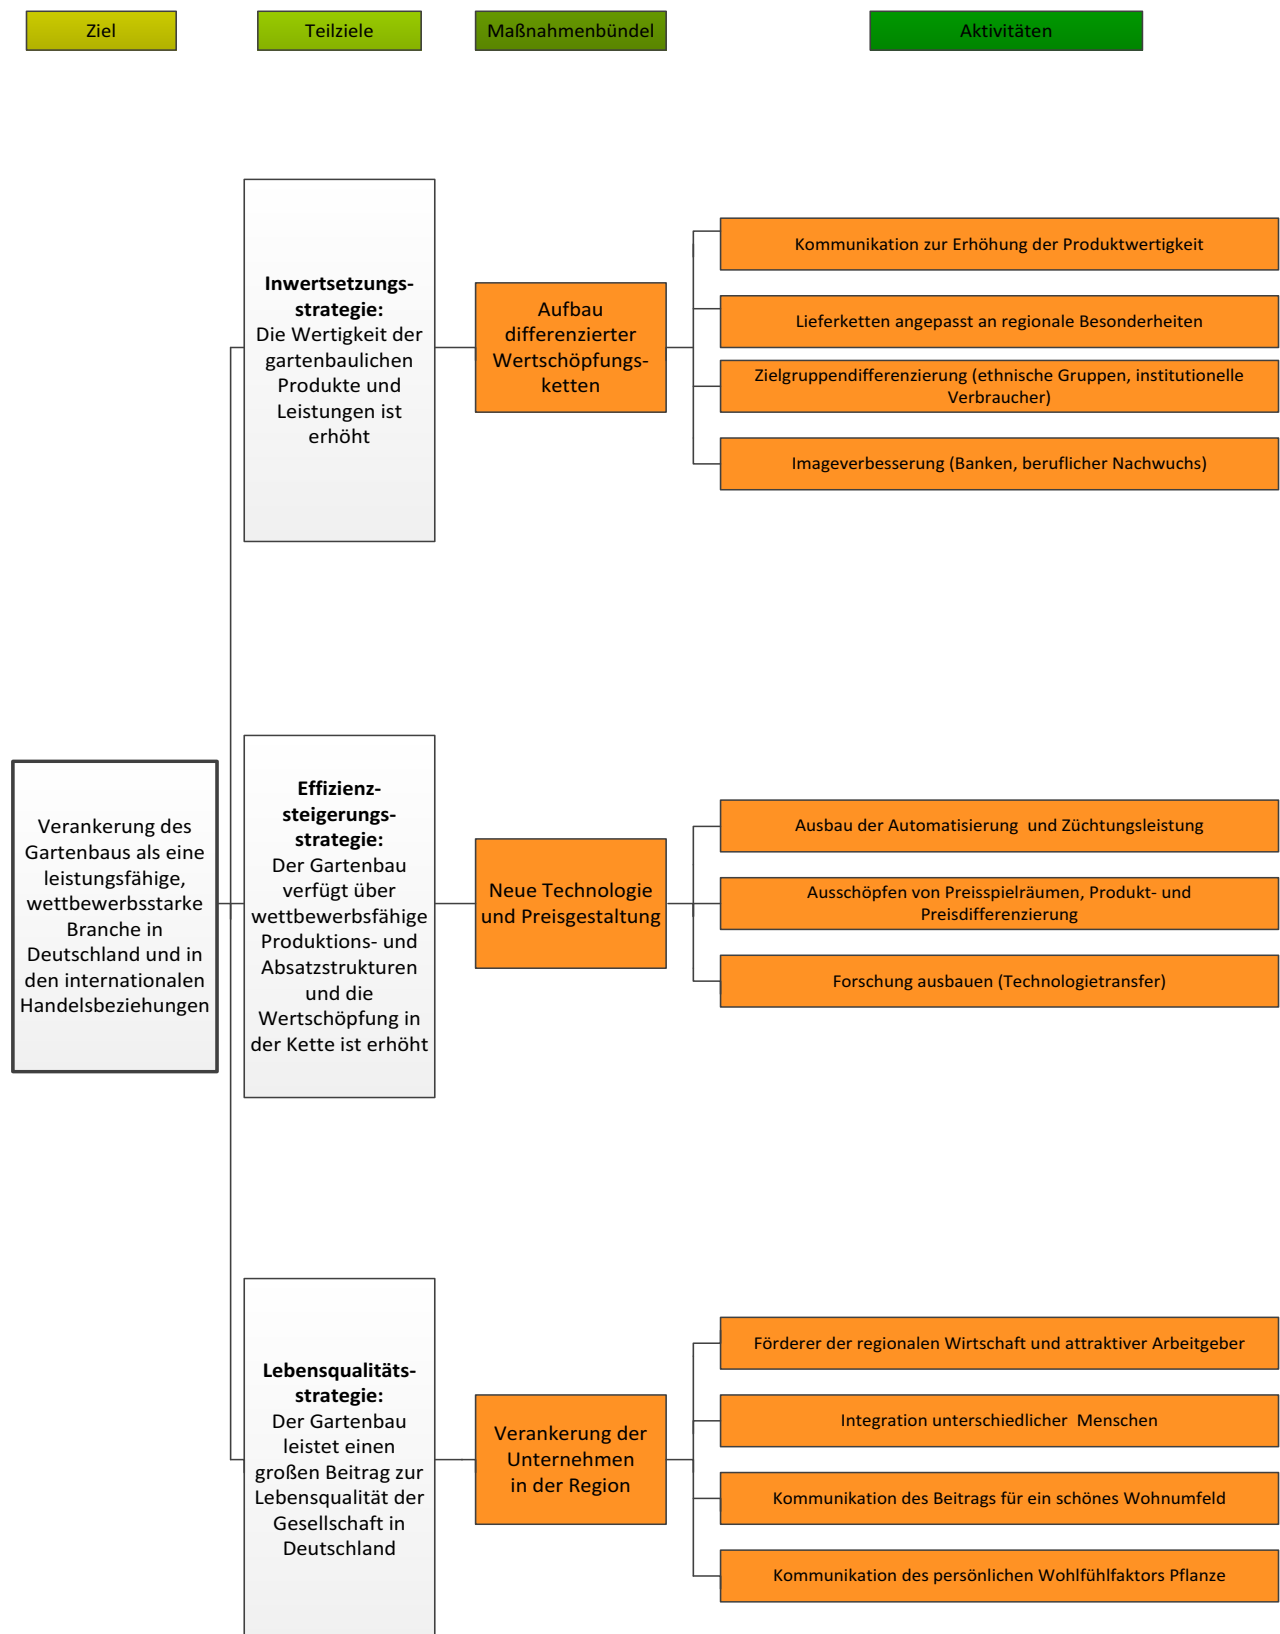 Ziel
Teilziele
Maßnahmenbündel
Aktivitäten
Verankerung des
Gartenbaus als eine
leistungsfähige,
wettbewerbsstarke
Branche in
Deutschland und in
den internationalen
Handelsbeziehungen
Inwertsetzungs-
strategie:
Die Wertigkeit der
gartenbaulichen
Produkte und
Leistungen ist
erhöht
Aufbau
differenzierter
Wertschöpfungs-
ketten
Kommunikation zur Erhöhung der Produktwertigkeit
Lieferketten angepasst an regionale Besonderheiten
Zielgruppendifferenzierung (ethnische Gruppen, institutionelle
Verbraucher)
Imageverbesserung (Banken, beruflicher Nachwuchs)
Effizienz-
steigerungs-
strategie:
Der Gartenbau
verfügt über
wettbewerbsfähige
Produktions- und
Absatzstrukturen
und die
Wertschöpfung in
der Kette ist erhöht
Neue Technologie
und Preisgestaltung
Ausbau der Automatisierung  und Züchtungsleistung
Ausschöpfen von Preisspielräumen, Produkt- und
Preisdifferenzierung
Forschung ausbauen (Technologietransfer)
Lebensqualitäts-
strategie:
Der Gartenbau
leistet einen
großen Beitrag zur
Lebensqualität der
Gesellschaft in
Deutschland
Verankerung der
Unternehmen
in der Region
Förderer der regionalen Wirtschaft und attraktiver Arbeitgeber
Integration unterschiedlicher  Menschen
Kommunikation des Beitrags für ein schönes Wohnumfeld
Kommunikation des persönlichen Wohlfühlfaktors Pflanze